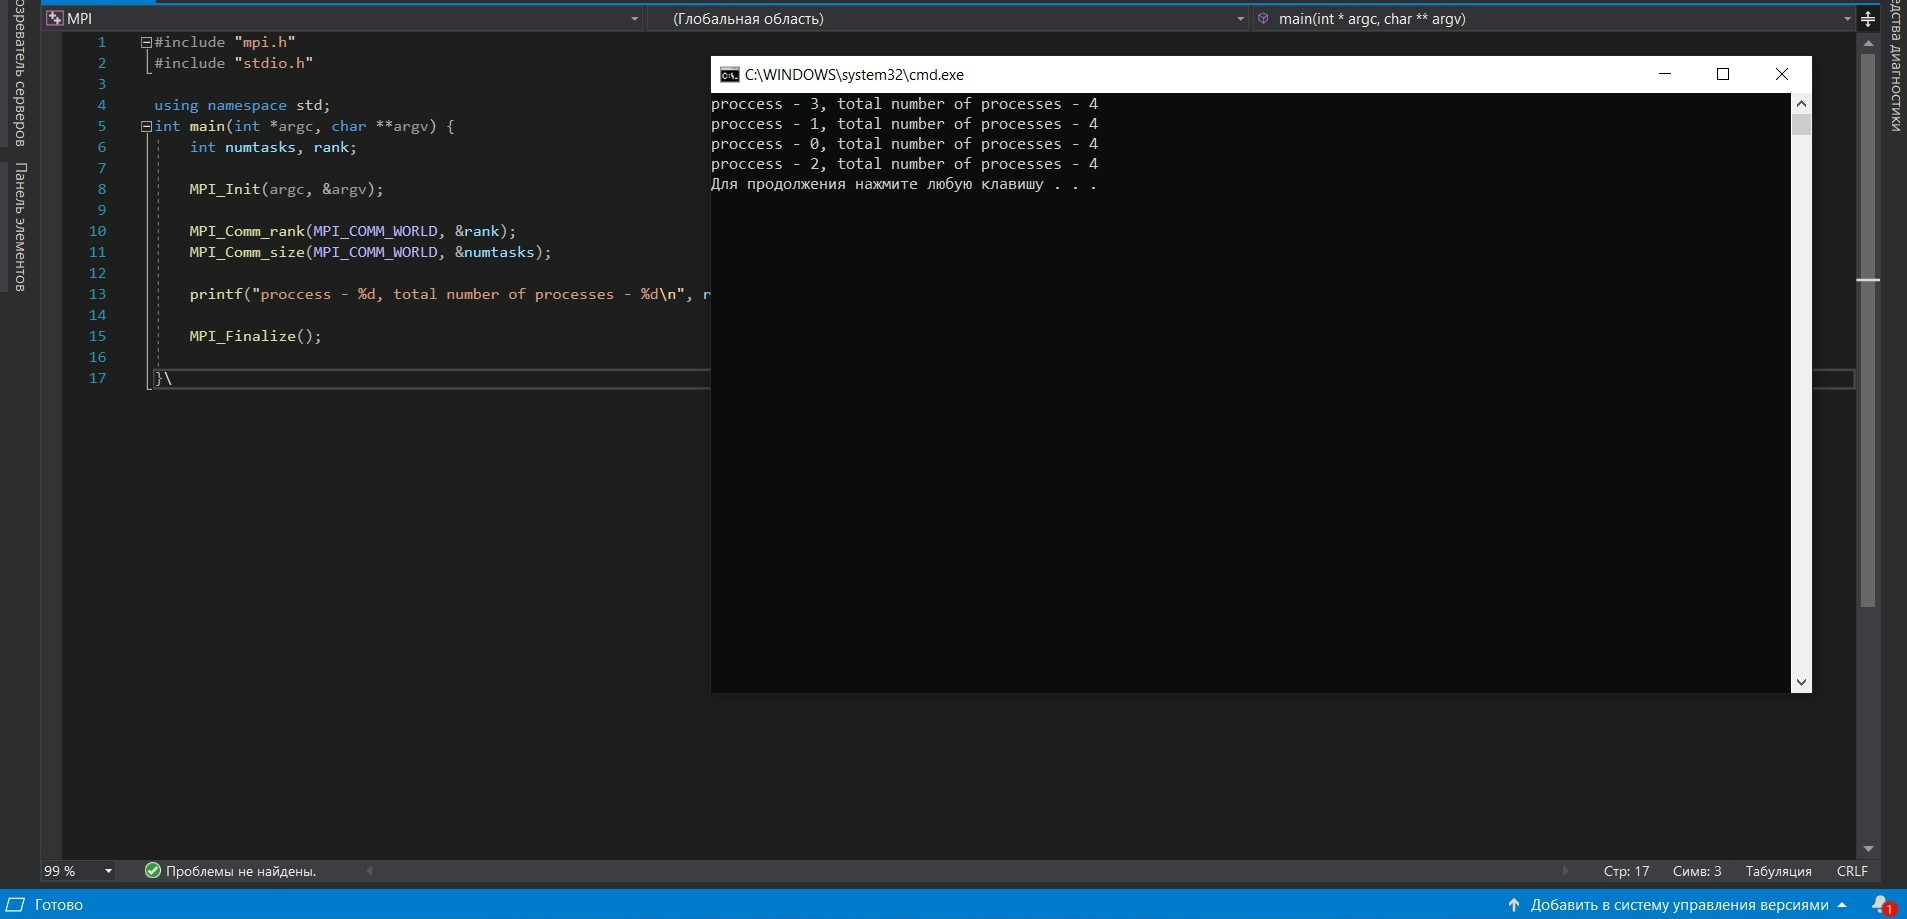 MPI
(Глобальная область)
main(int * argc, char ** argv)
1 #include "mpi.h"
2 #include "stdio.h"
3
4 using namespace std;
5 int main(int *argc, char **argv) {
6 int numtasks, rank;
7
8 MPI_Init(argc, &argv);
9
10 MPI_Comm_rank(MPI_COMM_WORLD, &rank);
11 MPI_Comm_size(MPI_COMM_WORLD, &numtasks);
12
13 printf("proccess - %d, total number of processes - %d\n", r
14
15 MPI_Finalize();
16
17 }\
C:\WINDOWS\system32\cmd.exe
proccess - 3, total number of processes - 4
proccess - 1, total number of processes - 4
proccess - 0, total number of processes - 4
proccess - 2, total number of processes - 4
Для продолжения нажмите любую клавишу . . .
серверов
Панель элементов
диагностики
99 %
Проблемы не найдены.
Стр: 17
Симв: 3
Табуляция
CRLF
Готово
Добавить в систему управления версиями
1